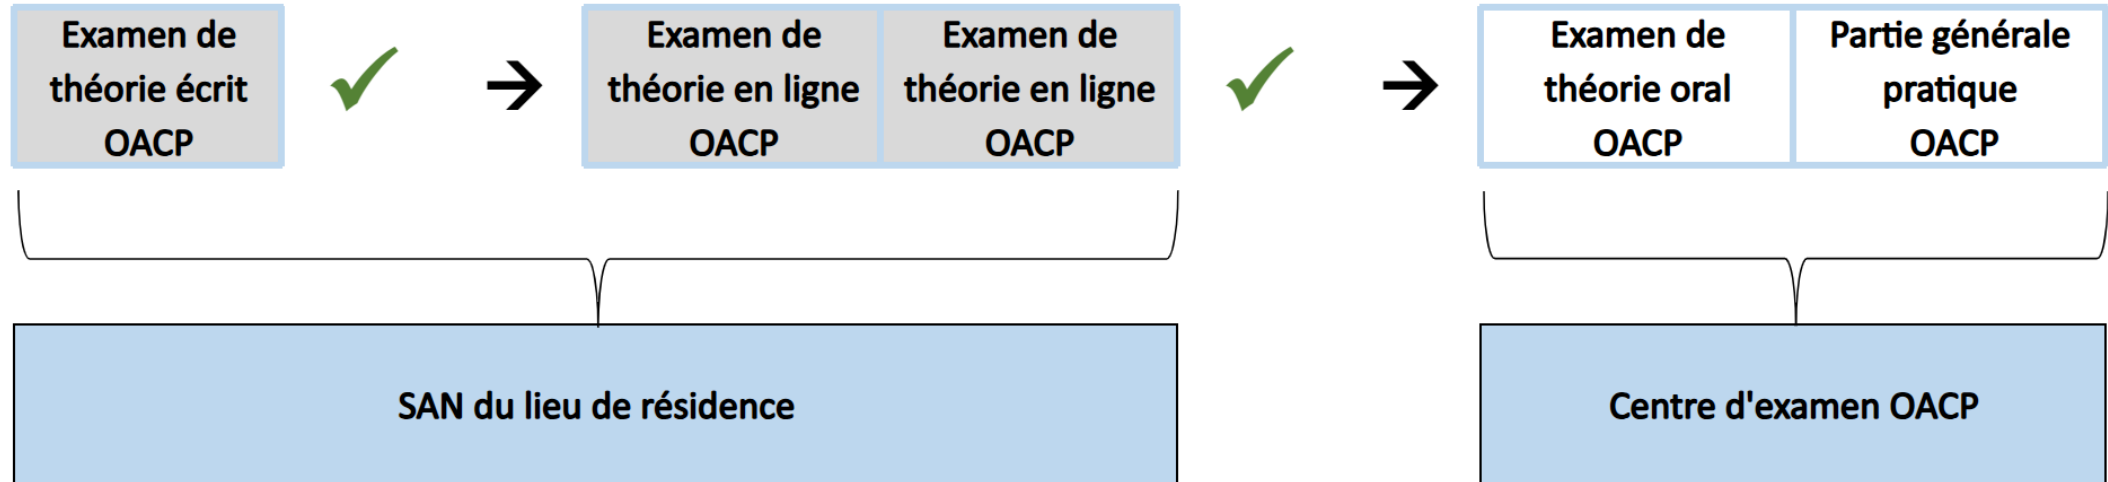 Examen de
théorie écrit
OACP
Examen de
théorie en ligne
OACP
Examen de
théorie en ligne
OACP
Examen de
théorie oral
OACP
Partie générale
pratique
OACP
SAN du lieu de résidence
Centre d'examen OACP